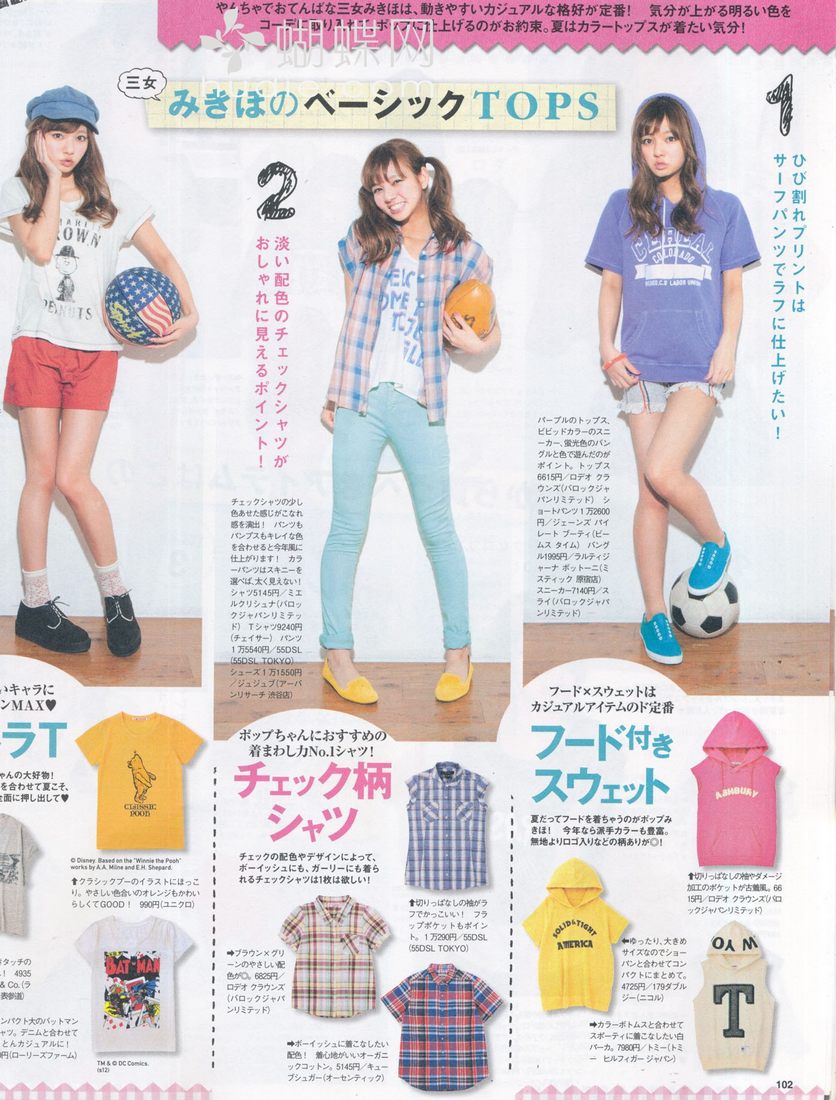 やんちゃでおてんばな三女みきほは、動きやすいカジュアルな格好が定番！ 気分が上がる明るい色を
コーデに取り入れ、ポップに仕上げるのがお約束。夏はカラートップスが着たい気分！
蝴蝶网
三女
みきほのベーシックTOPS
1
ひび割れプリントは
サーフパンツでラフに仕上げたい！
2
淡い配色のチェックシャツが
おしゃれに見えるポイント！
BROWN
PEANUTS
COLORADO
パープルのトップス、
ビビッドカラーのスニ
ーカー、蛍光色のバン
グルと色で遊んだのが
ポイント。トップス
6615円／ロデオ クラ
ウンズ（バロックジャ
パンリミテッド） シ
ョートパンツ1万2600
円／ジェーンズ パイ
レート ブーティ（ビ
ームス タイム） バング
ル1995円／ラルティジ
ャーナ ボットーニ（ミ
スティック 原宿店）
スニーカー7140円／ス
ライ（バロックジャパ
ンリミテッド）
チェックシャツの少し
色あせた感じがこなれ
感を演出！ パンツも
パンプスもキレイな色
を合わせると今年風に
仕上がります！ カラ
ーパンツはスキニーを
選べば、太く見えない！
シャツ5145円／ミエ
ルクリシュナ（バロッ
クジャパンリミテッ
ド） Tシャツ9240円
（チェイサー） パンツ
1万5540円／55DSL
（55DSL TOKYO）
シューズ1万1550円
／ジュジュブ（アーバ
ンリサーチ 渋谷店）
いキャラに
ンMAX♥
ラT
ちゃんの大好物！
を合わせて夏こそ、
全面に押し出して♥
CLASSIC
POOH
© Disney. Based on the "Winnie the Pooh"
works by A.A. Milne and E.H. Shepard.
⬆クラシックプーのイラストにほっこ
り。やさしい色合いのオレンジもかわい
らしくてGOOD！ 990円（ユニクロ）
きタッチの
！ 4935
& Co.（ラ
表参道）
BATMAN
TM & © DC Comics.
(s12)
ンパクト大のバットマン
ャツ。デニムと合わせて
とんカジュアルに！
円（ローリーズファーム）
ポップちゃんにおすすめの
着まわし力No.1シャツ！
チェック柄
シャツ
チェックの配色やデザインによって、
ボーイッシュにも、ガーリーにも着ら
れるチェックシャツは1枚は欲しい！
⬆切りっぱなしの袖がラ
フでかっこいい！ フラ
ップポケットもポイン
ト。1万290円／55DSL
（55DSL TOKYO）
➡ブラウン×グ
リーンのやさしい配
色が◎。6825円／
ロデオ クラウンズ
（バロックジャパ
ンリミテッド）
➡ボーイッシュに着こなしたい
配色！ 着心地がいいオーガニ
ックコットン。5145円／キュー
ブシュガー（オーセンティック）
フード×スウェットは
カジュアルアイテムのド定番
フード付き
スウェット
夏だってフードを着ちゃうのがポップみ
きほ！ 今年なら派手カラーも豊富。
無地よりロゴ入りなどの柄ありが◎！
ASHBURY
⬆切りっぱなしの袖やダメージ
加工のポケットが古着風。66
15円／ロデオ クラウンズ（バロ
ックジャパンリミテッド）
SOLID & TIGHT
AMERICA
➡ゆったり、大きめ
サイズなのでショー
パンと合わせてコン
パクトにまとめて。
4725円／179ダブル
ジー（ニコル）
T
➡カラーボトムスと合わせて
スポーティに着こなしたい白
パーカ。7980円／トミー（トミ
ー ヒルフィガー ジャパン）
102